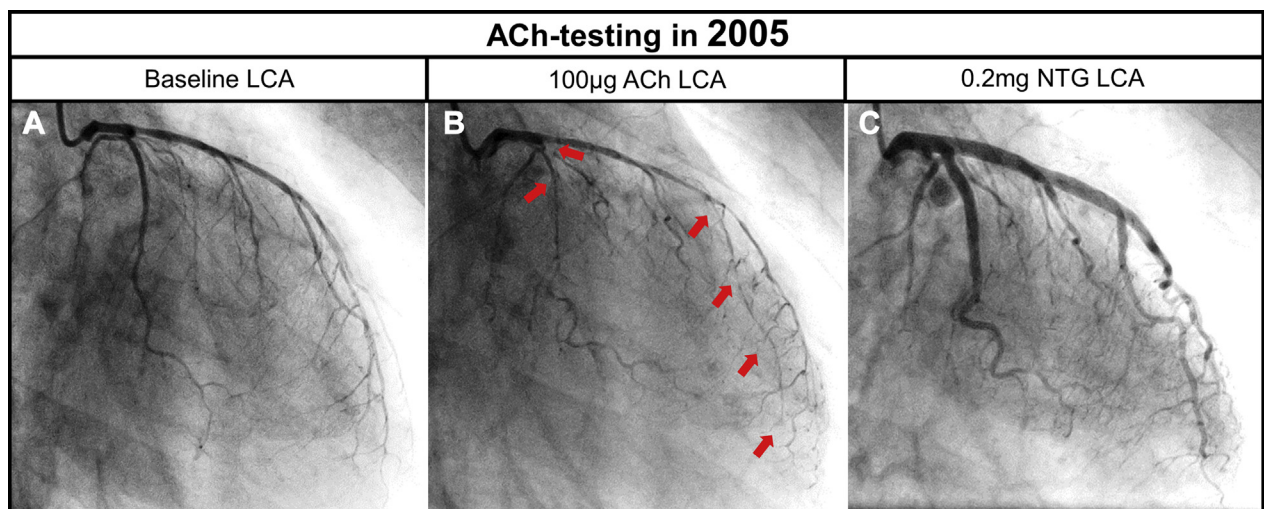 ACh-testing in 2005
Baseline LCA
100µg ACh LCA
0.2mg NTG LCA
A
B
C